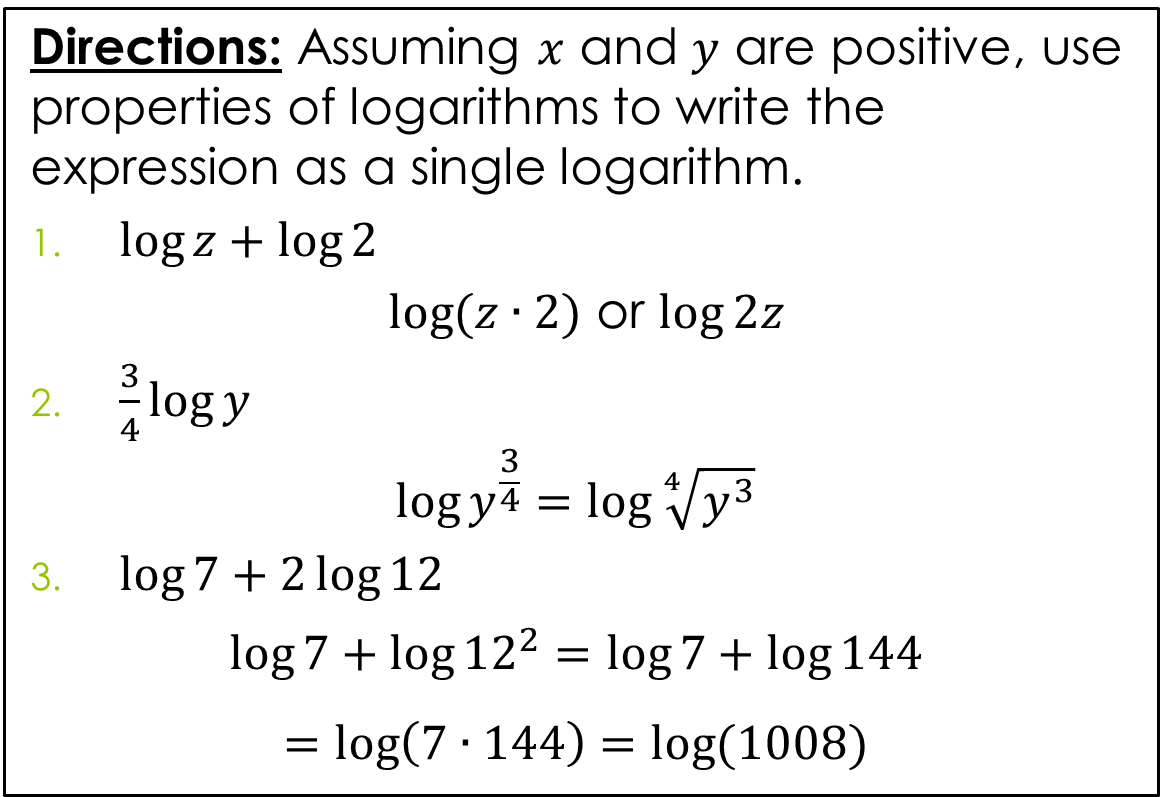 Directions: Assuming x and y are positive, use
properties of logarithms to write the
expression as a single logarithm.
1. log z + log 2
log(z · 2) or log 2z
2. 3/4 log y
log y^(3/4) = log ∜(y³)
3. log 7 + 2 log 12
log 7 + log 12² = log 7 + log 144
= log(7 · 144) = log(1008)